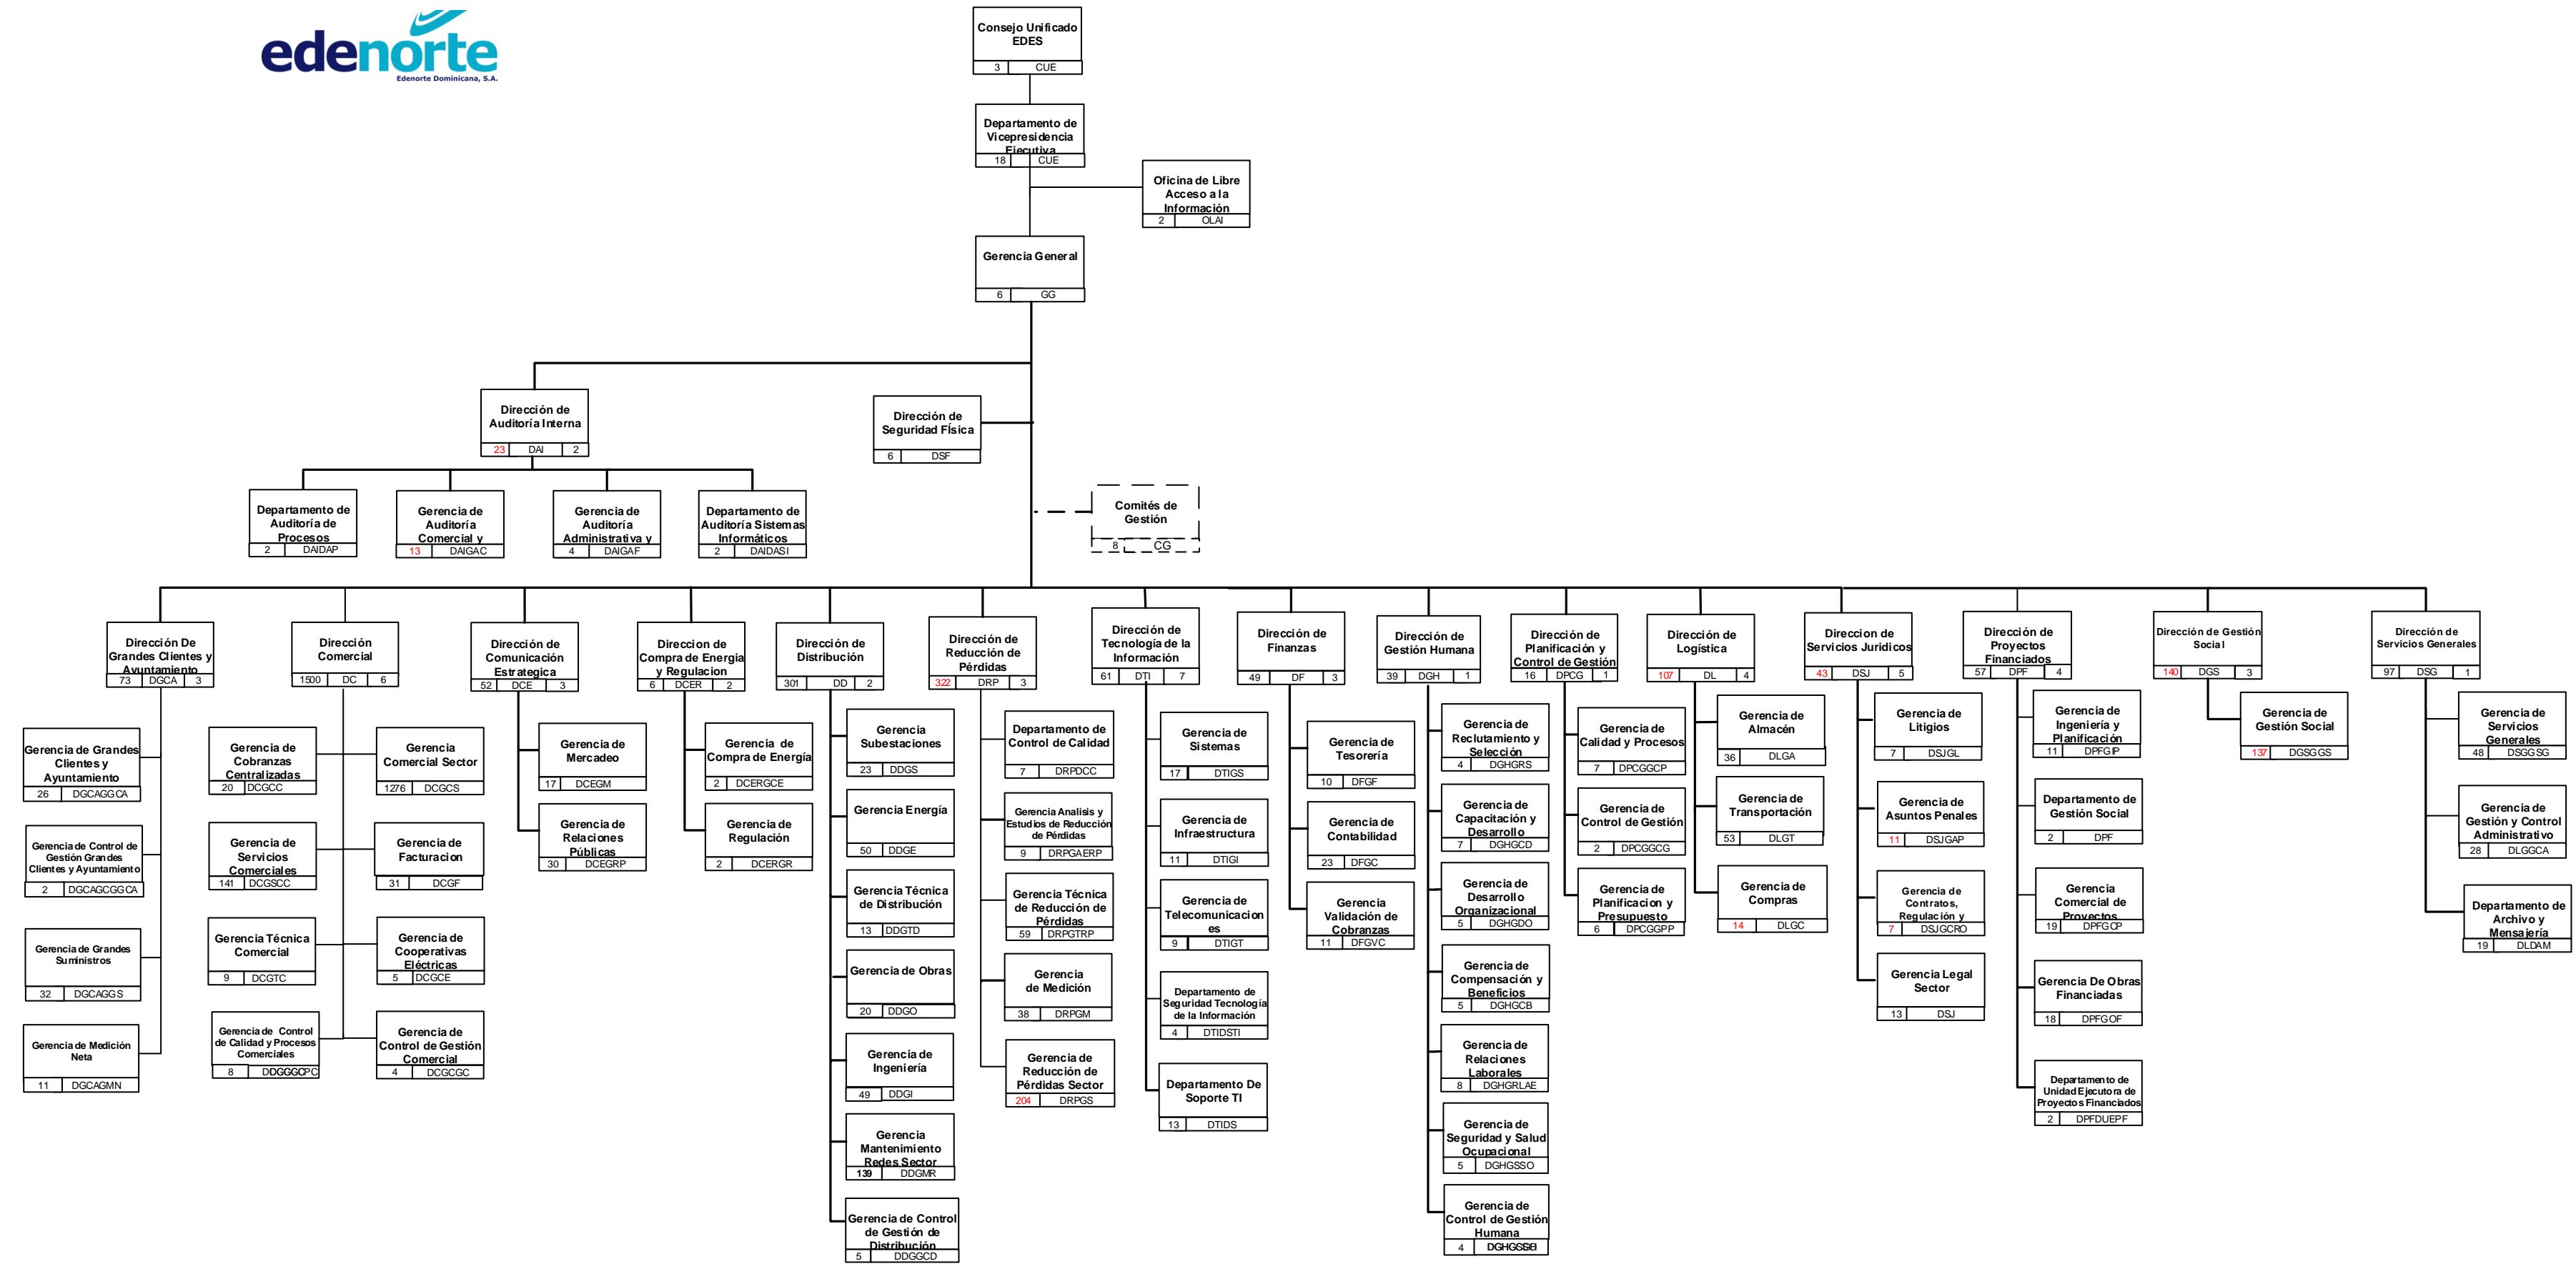 edenorte
Edenorte Dominicana, S.A.
Consejo Unificado
EDES
3 CUE
Departamento de
Vicepresidencia
Ejecutiva
18 CUE
Oficina de Libre
Acceso a la
Información
2 OLAI
Gerencia General
6 GG
Dirección de
Auditoría Interna
23 DAI 2
Dirección de
Seguridad Física
6 DSF
Departamento de
Auditoría de
Procesos
2 DAIDAP
Gerencia de
Auditoría
Comercial y
13 DAIGAC
Gerencia de
Auditoría
Administrativa y
4 DAIGAF
Departamento de
Auditoría Sistemas
Informáticos
2 DAIDASI
Comités de
Gestión
8 CG
Dirección De
Grandes Clientes y
Ayuntamiento
73 DGCA 3
Gerencia de Grandes
Clientes y
Ayuntamiento
26 DGCAGGCA
Gerencia de Control de
Gestión Grandes
Clientes y Ayuntamiento
2 DGCAGCGGCA
Gerencia de Grandes
Suministros
32 DGCAGGS
Gerencia de Medición
Neta
11 DGCAGMN
Dirección
Comercial
1500 DC 6
Gerencia de
Cobranzas
Centralizadas
20 DCGCC
Gerencia
Comercial Sector
1276 DCGCS
Gerencia de
Servicios
Comerciales
141 DCGSCC
Gerencia de
Facturacion
31 DCGF
Gerencia Técnica
Comercial
9 DCGTC
Gerencia de
Cooperativas
Eléctricas
5 DCGCE
Gerencia de Control
de Calidad y Procesos
Comerciales
8
Gerencia de
Control de Gestión
Comercial
4 DCGCGC
Dirección de
Comunicación
Estrategica
52 DCE 3
Gerencia de
Mercadeo
17 DCEGM
Gerencia de
Relaciones
Públicas
30 DCEGRP
Direccion de
Compra de Energia
y Regulacion
6 DCER 2
Gerencia de
Compra de Energía
2 DCERGCE
Gerencia de
Regulación
2 DCERGR
Dirección de
Distribución
301 DD 2
Gerencia
Subestaciones
23 DDGS
Gerencia Energía
50 DDGE
Gerencia Técnica
de Distribución
13 DDGTD
Gerencia de Obras
20 DDGO
Gerencia de
Ingeniería
49 DDGI
Gerencia
Mantenimiento
Redes Sector
139 DDGMR
Gerencia de Control
de Gestión de
Distribución
5 DDGGCD
Dirección de
Reducción de
Pérdidas
322 DRP 3
Departamento de
Control de Calidad
7 DRPDCC
Gerencia Analisis y
Estudios de Reducción
de Pérdidas
9 DRPGAERP
Gerencia Técnica
de Reducción de
Pérdidas
59 DRPGTRP
Gerencia
de Medición
38 DRPGM
Gerencia de
Reducción de
Pérdidas Sector
204 DRPGS
Dirección de
Tecnología de la
Información
61 DTI 7
Gerencia de
Sistemas
17 DTIGS
Gerencia de
Infraestructura
11 DTIGI
Gerencia de
Telecomunicacion
es
9 DTIGT
Departamento de
Seguridad Tecnología
de la Información
4 DTIDSTI
Departamento De
Soporte TI
13 DTIDS
Dirección de
Finanzas
49 DF 3
Gerencia de
Tesorería
10 DFGF
Gerencia de
Contabilidad
23 DFGC
Gerencia
Validación de
Cobranzas
11 DFGVC
Dirección de
Gestión Humana
39 DGH 1
Gerencia de
Reclutamiento y
Selección
4 DGHGRS
Gerencia de
Capacitación y
Desarrollo
7 DGHGCD
Gerencia de
Desarrollo
Organizacional
5 DGHGDO
Gerencia de
Compensación y
Beneficios
5 DGHGCB
Gerencia de
Relaciones
Laborales
8 DGHGRLAE
Gerencia de
Seguridad y Salud
Ocupacional
5 DGHGSSO
Gerencia de
Control de Gestión
Humana
4
Dirección de
Planificación y
Control de Gestión
16 DPCG 1
Gerencia de
Calidad y Procesos
7 DPCGGCP
Gerencia de
Control de Gestión
2 DPCGGCG
Gerencia de
Planificacion y
Presupuesto
6 DPCGGPP
Dirección de
Logística
107 DL 4
Gerencia de
Almacén
36 DLGA
Gerencia de
Transportación
53 DLGT
Gerencia de
Compras
14 DLGC
Direccion de
Servicios Juridicos
43 DSJ 5
Gerencia de
Litigios
7 DSJGL
Gerencia de
Asuntos Penales
11 DSJGAP
Gerencia de
Contratos,
Regulación y
7 DSJGCRO
Gerencia Legal
Sector
13 DSJ
Dirección de
Proyectos
Financiados
57 DPF 4
Gerencia de
Ingeniería y
Planificación
11 DPFGIP
Departamento de
Gestión Social
2 DPF
Gerencia
Comercial de
Proyectos
19 DPFGCP
Gerencia De Obras
Financiadas
18 DPFGOF
Departamento de
Unidad Ejecutora de
Proyectos Financiados
2 DPFDUEPF
Dirección de Gestión
Social
140 DGS 3
Gerencia de
Gestión Social
137 DGSGGS
Dirección de
Servicios Generales
97 DSG 1
Gerencia de
Servicios
Generales
48 DSGGSG
Gerencia de
Gestión y Control
Administrativo
28 DLGGCA
Departamento de
Archivo y
Mensajería
19 DLDAM